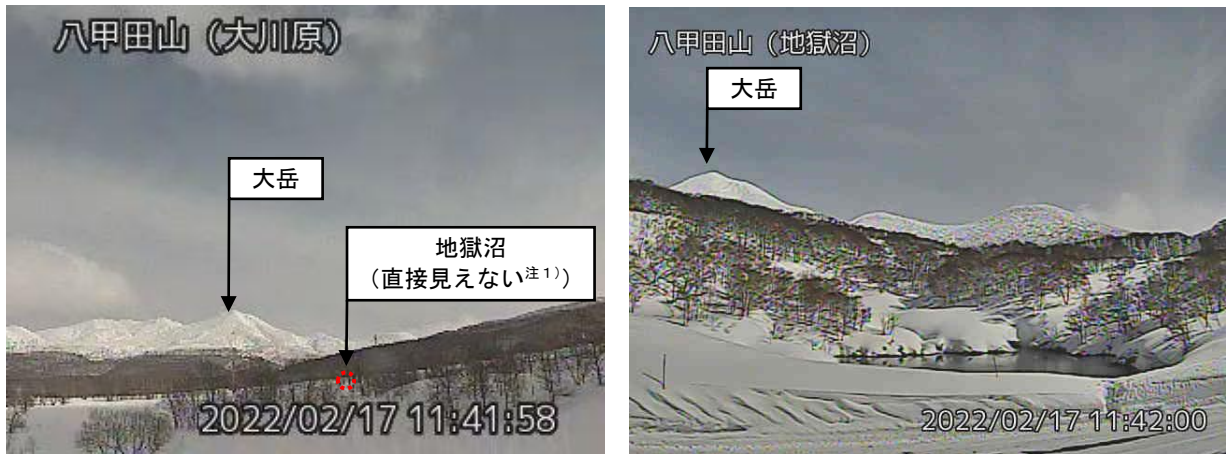 八甲田山（大川原）
大岳
地獄沼
（直接見えない注１））
2022/02/17 11:41:58
八甲田山（地獄沼）
大岳
2022/02/17 11:42:00